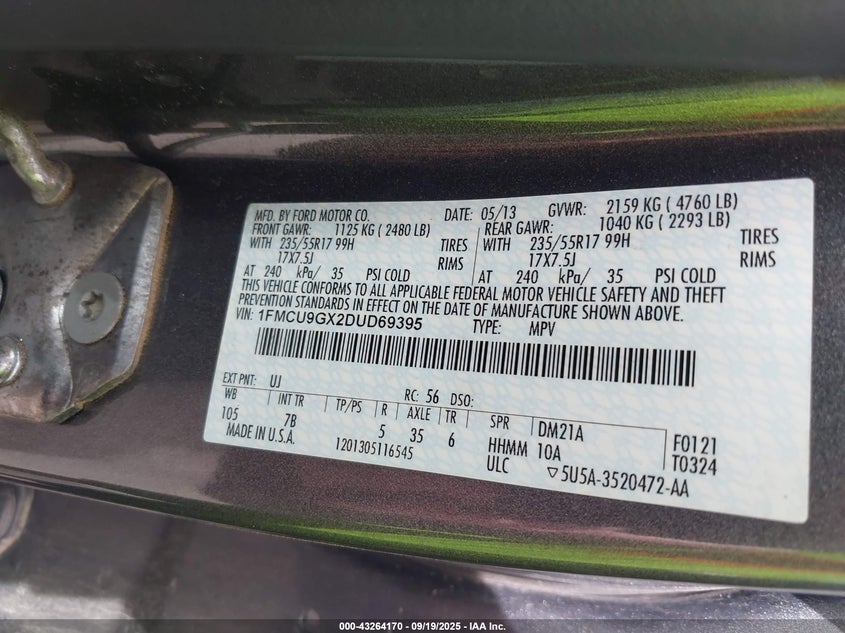 MFD. BY FORD MOTOR CO. DATE: 05/13 GVWR: 2159 KG ( 4760 LB)
FRONT GAWR: 1125 KG ( 2480 LB) REAR GAWR: 1040 KG ( 2293 LB)
WITH 235/55R17 99H TIRES WITH 235/55R17 99H TIRES
17X7.5J RIMS 17X7.5J RIMS
AT 240 kPa/ 35 PSI COLD AT 240 kPa/ 35 PSI COLD
THIS VEHICLE CONFORMS TO ALL APPLICABLE FEDERAL MOTOR VEHICLE SAFETY AND THEFT
PREVENTION STANDARDS IN EFFECT ON THE DATE OF MANUFACTURE SHOWN ABOVE.
VIN: 1FMCU9GX2DUD69395 TYPE: MPV
EXT PNT: UJ RC: 56 DSO:
WB INT TR TP/PS R AXLE TR SPR DM21A F0121
105 7B 5 35 6 HHMM 10A T0324
MADE IN U.S.A. 1201305116545 ULC ▽5U5A-3520472-AA
000-43264170 - 09/19/2025 - IAA Inc.